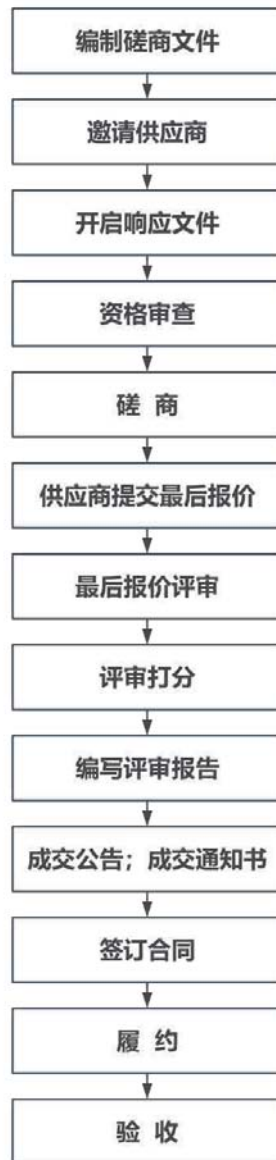 编制磋商文件
邀请供应商
开启响应文件
资格审查
磋 商
供应商提交最后报价
最后报价评审
评审打分
编写评审报告
成交公告；成交通知书
签订合同
履 约
验 收